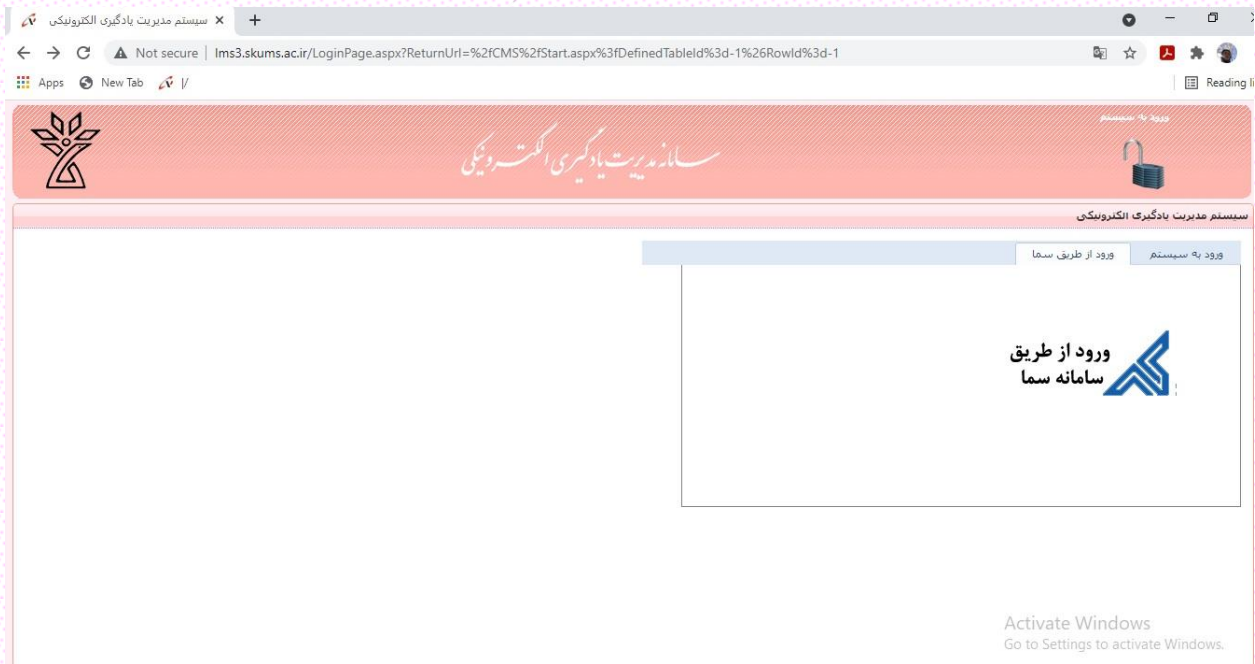 سیستم مدیریت یادگیری الکترونیکی
Not secure | lms3.skums.ac.ir/LoginPage.aspx?ReturnUrl=%2fCMS%2fStart.aspx%3fDefinedTableId%3d-1%26RowId%3d-1
Apps New Tab /|
Reading li
ورود به سیستم
سامانه مدیریت یادگیری الکترونیکی
سیستم مدیریت یادگیری الکترونیکی
ورود به سیستم ورود از طریق سما
ورود از طریق
سامانه سما
Activate Windows
Go to Settings to activate Windows.